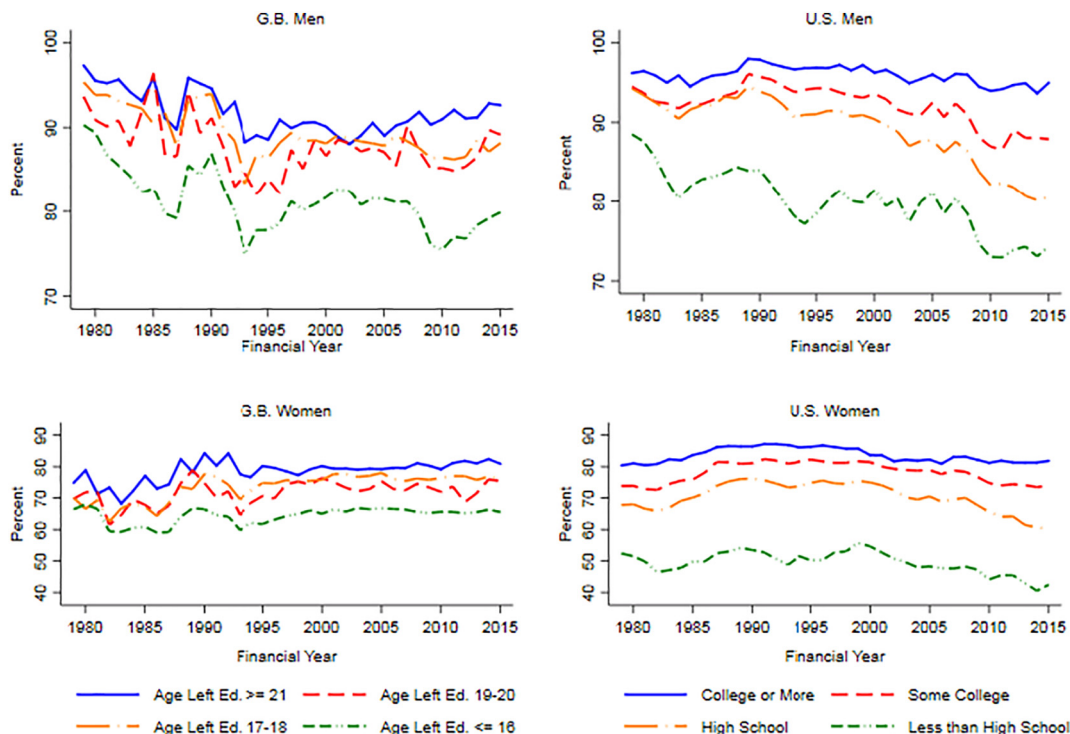 G.B. Men
Percent
100
90
80
70
1980 1985 1990 1995 2000 2005 2010 2015
Financial Year
U.S. Men
Percent
100
90
80
70
1980 1985 1990 1995 2000 2005 2010 2015
Financial Year
G.B. Women
Percent
90
80
70
60
50
40
1980 1985 1990 1995 2000 2005 2010 2015
Financial Year
U.S. Women
Percent
90
80
70
60
50
40
1980 1985 1990 1995 2000 2005 2010 2015
Financial Year
Age Left Ed. >= 21 Age Left Ed. 19-20
Age Left Ed. 17-18 Age Left Ed. <= 16
College or More Some College
High School Less than High School